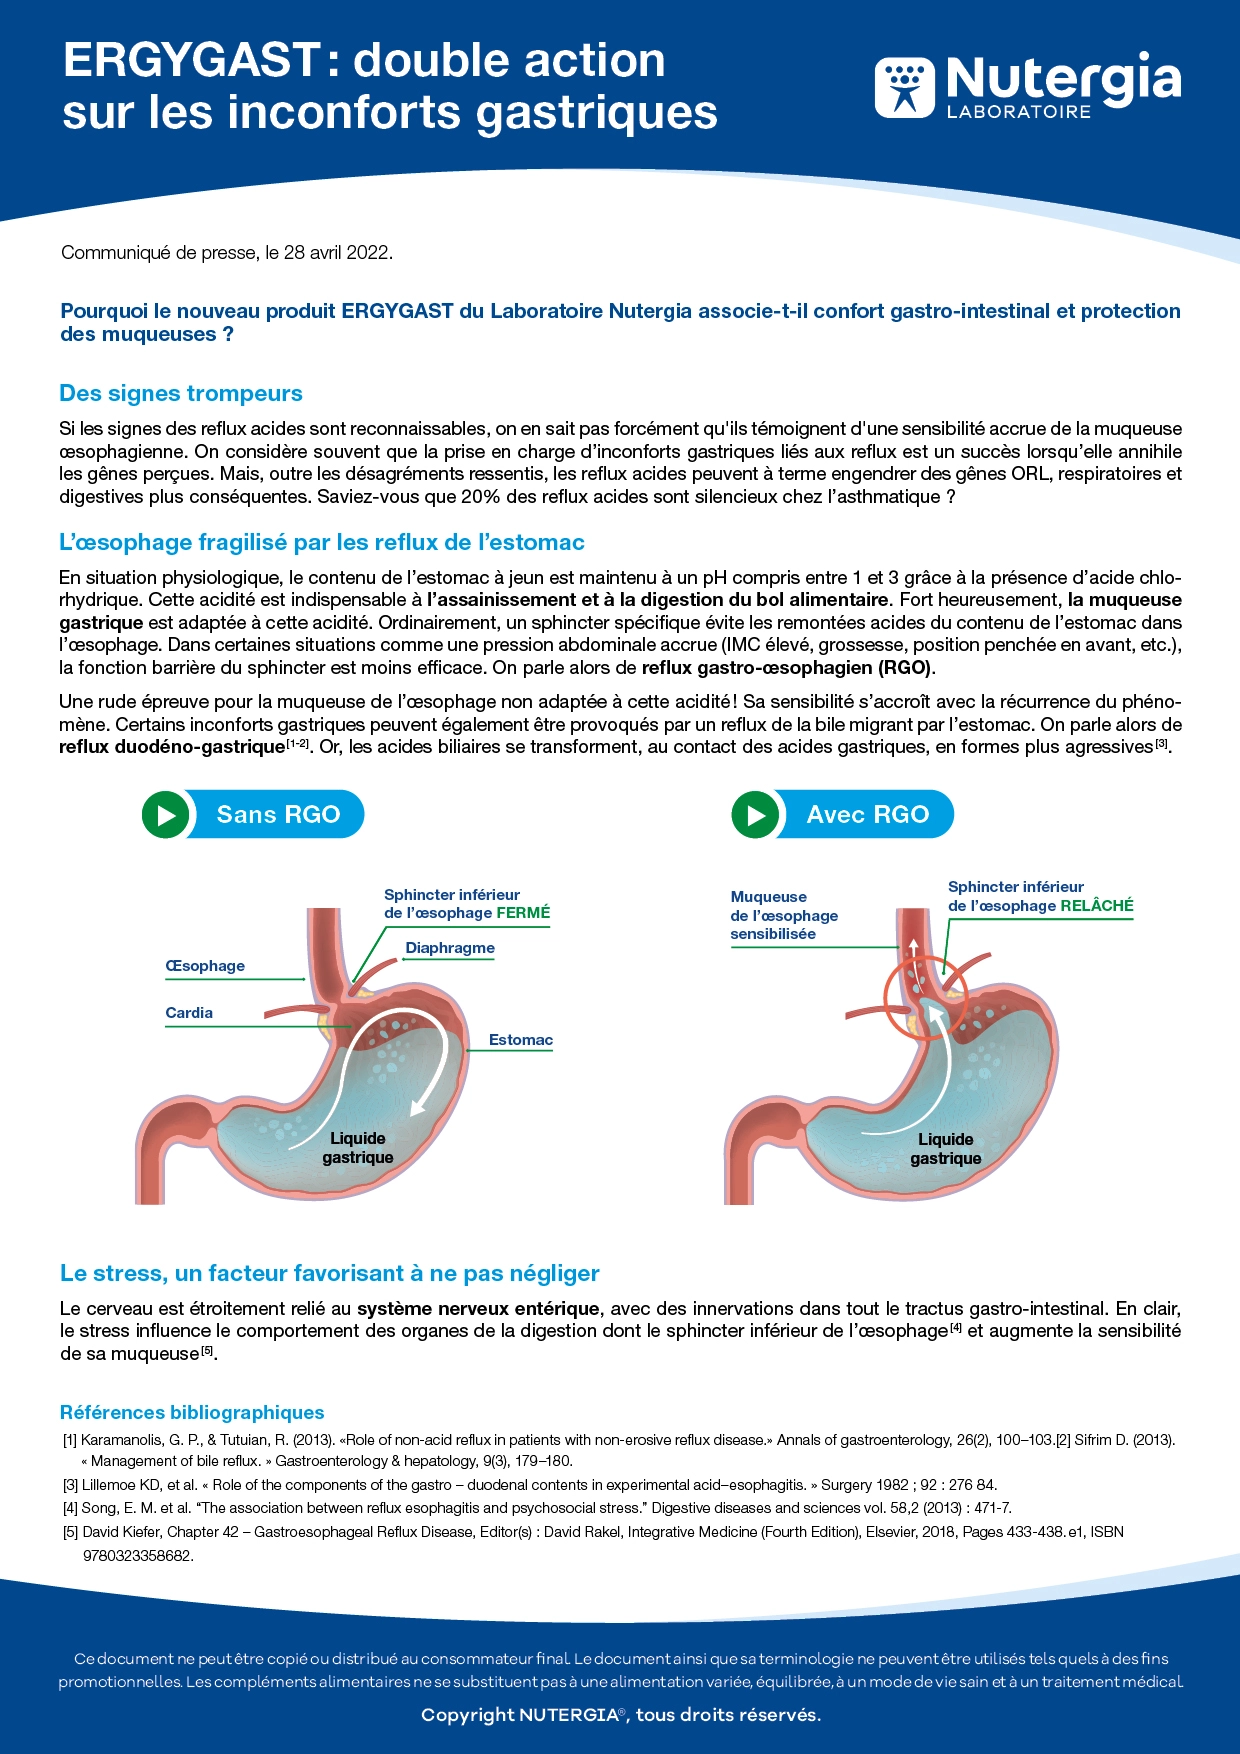 ERGYGAST : double action
sur les inconforts gastriques
Nutergia
LABORATOIRE
Communiqué de presse, le 28 avril 2022.
Pourquoi le nouveau produit ERGYGAST du Laboratoire Nutergia associe-t-il confort gastro-intestinal et protection
des muqueuses ?
Des signes trompeurs
Si les signes des reflux acides sont reconnaissables, on en sait pas forcément qu'ils témoignent d'une sensibilité accrue de la muqueuse
œsophagienne. On considère souvent que la prise en charge d’inconforts gastriques liés aux reflux est un succès lorsqu’elle annihile
les gênes perçues. Mais, outre les désagréments ressentis, les reflux acides peuvent à terme engendrer des gênes ORL, respiratoires et
digestives plus conséquentes. Saviez-vous que 20% des reflux acides sont silencieux chez l’asthmatique ?
L’œsophage fragilisé par les reflux de l’estomac
En situation physiologique, le contenu de l’estomac à jeun est maintenu à un pH compris entre 1 et 3 grâce à la présence d’acide chlo-
rhydrique. Cette acidité est indispensable à l’assainissement et à la digestion du bol alimentaire. Fort heureusement, la muqueuse
gastrique est adaptée à cette acidité. Ordinairement, un sphincter spécifique évite les remontées acides du contenu de l’estomac dans
l’œsophage. Dans certaines situations comme une pression abdominale accrue (IMC élevé, grossesse, position penchée en avant, etc.),
la fonction barrière du sphincter est moins efficace. On parle alors de reflux gastro-œsophagien (RGO).
Une rude épreuve pour la muqueuse de l’œsophage non adaptée à cette acidité ! Sa sensibilité s’accroît avec la récurrence du phéno-
mène. Certains inconforts gastriques peuvent également être provoqués par un reflux de la bile migrant par l’estomac. On parle alors de
reflux duodéno-gastrique[1-2]. Or, les acides biliaires se transforment, au contact des acides gastriques, en formes plus agressives[3].
Sans RGO
Sphincter inférieur
de l’œsophage FERMÉ
Diaphragme
Œsophage
Cardia
Estomac
Liquide
gastrique
Avec RGO
Muqueuse
de l’œsophage
sensibilisée
Sphincter inférieur
de l’œsophage RELÂCHÉ
Liquide
gastrique
Le stress, un facteur favorisant à ne pas négliger
Le cerveau est étroitement relié au système nerveux entérique, avec des innervations dans tout le tractus gastro-intestinal. En clair,
le stress influence le comportement des organes de la digestion dont le sphincter inférieur de l’œsophage[4] et augmente la sensibilité
de sa muqueuse[5].
Références bibliographiques
[1] Karamanolis, G. P., & Tutuian, R. (2013). «Role of non-acid reflux in patients with non-erosive reflux disease.» Annals of gastroenterology, 26(2), 100–103.[2] Sifrim D. (2013).
« Management of bile reflux. » Gastroenterology & hepatology, 9(3), 179–180.
[3] Lillemoe KD, et al. « Role of the components of the gastro – duodenal contents in experimental acid–esophagitis. » Surgery 1982 ; 92 : 276 84.
[4] Song, E. M. et al. “The association between reflux esophagitis and psychosocial stress.” Digestive diseases and sciences vol. 58,2 (2013) : 471-7.
[5] David Kiefer, Chapter 42 – Gastroesophageal Reflux Disease, Editor(s) : David Rakel, Integrative Medicine (Fourth Edition), Elsevier, 2018, Pages 433-438.e1, ISBN
9780323358682.
Ce document ne peut être copié ou distribué au consommateur final. Le document ainsi que sa terminologie ne peuvent être utilisés tels quels à des fins
promotionnelles. Les compléments alimentaires ne se substituent pas à une alimentation variée, équilibrée, à un mode de vie sain et à un traitement médical.
Copyright NUTERGIA®, tous droits réservés.